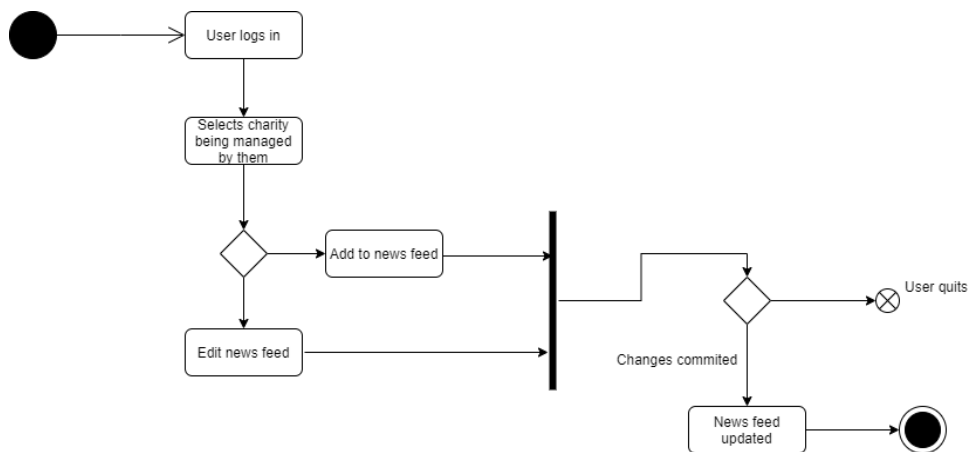 User logs in
Selects charity
being managed
by them
Add to news feed
User quits
Edit news feed
Changes commited
News feed
updated